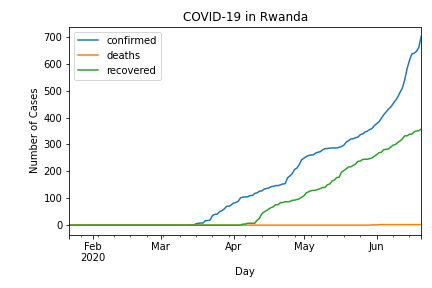 COVID-19 in Rwanda
confirmed
deaths
recovered
Number of Cases
700
600
500
400
300
200
100
0
Feb
2020
Mar
Apr
May
Jun
Day